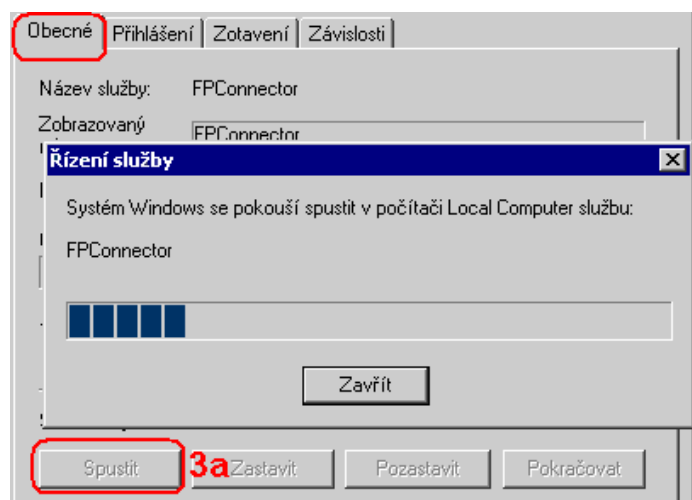 Obecné Přihlášení Zotavení Závislosti
Název služby: FPConnector
Zobrazovaný FPConnector
Řízení služby
Systém Windows se pokouší spustit v počítači Local Computer službu:
FPConnector
Zavřít
Spustit 3a Zastavit Pozastavit Pokračovat